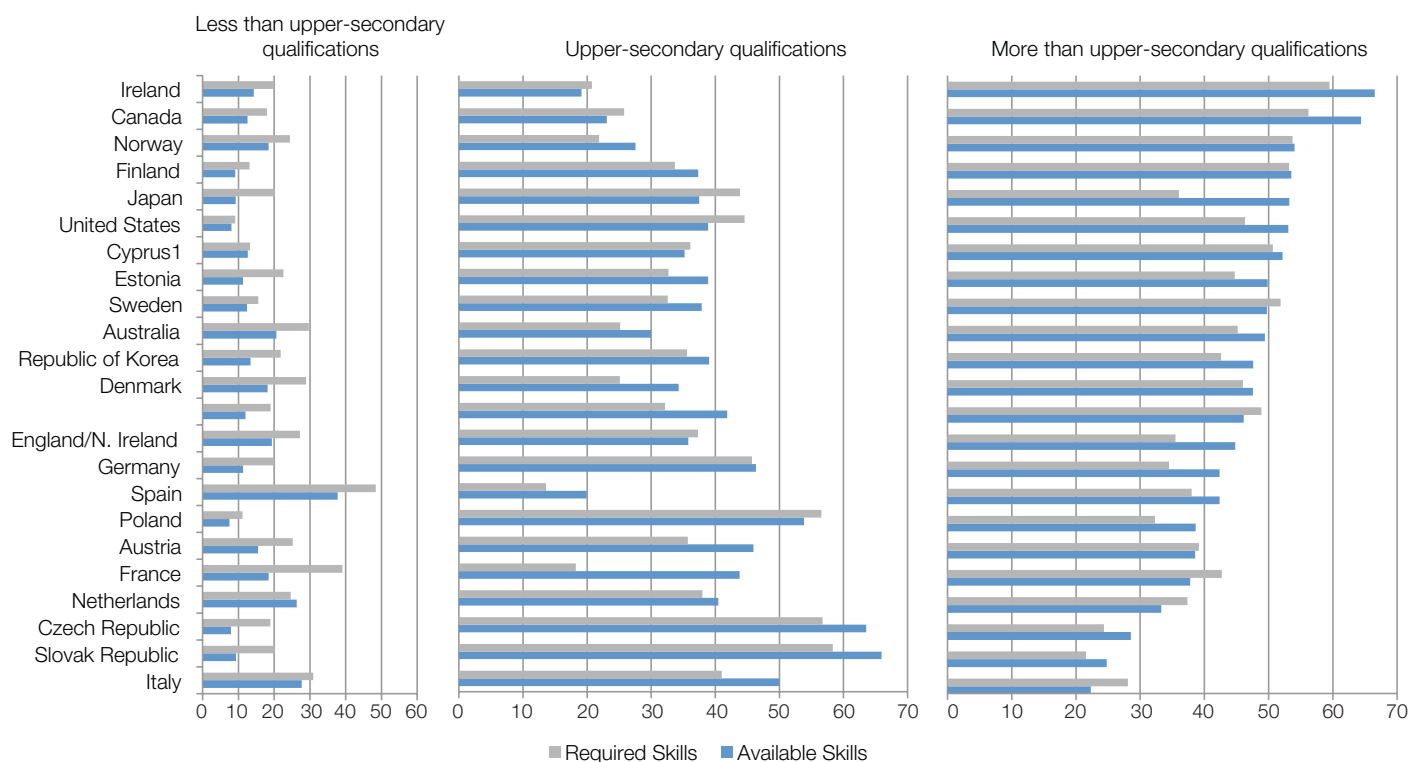 Less than upper-secondary
qualifications
Upper-secondary qualifications
More than upper-secondary qualifications
Ireland
Canada
Norway
Finland
Japan
United States
Cyprus1
Estonia
Sweden
Australia
Republic of Korea
Denmark
England/N. Ireland
Germany
Spain
Poland
Austria
France
Netherlands
Czech Republic
Slovak Republic
Italy
0 10 20 30 40 50 60
0 10 20 30 40 50 60 70
0 10 20 30 40 50 60 70
Required Skills Available Skills